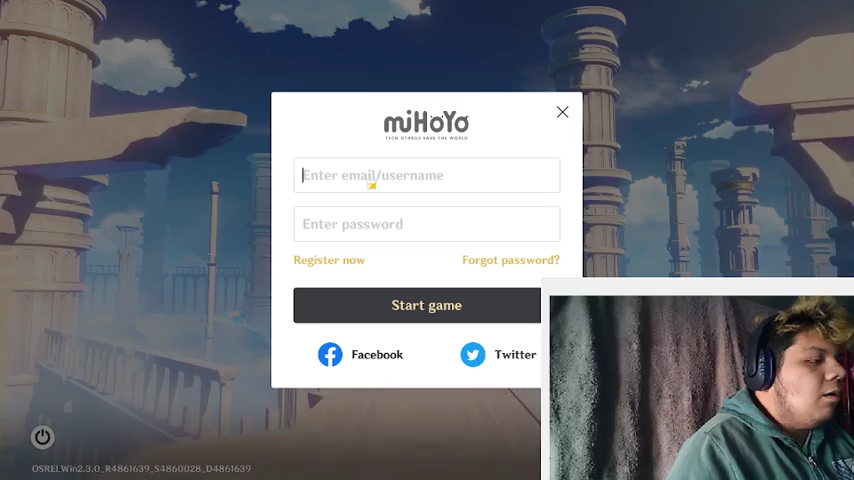 miHoYo
TECH OTAKUS SAVE THE WORLD
Enter email/username
Enter password
Register now
Forgot password?
Start game
Facebook
Twitter
OSRELWin2.3.0_R4861639_S4860028_D4861639